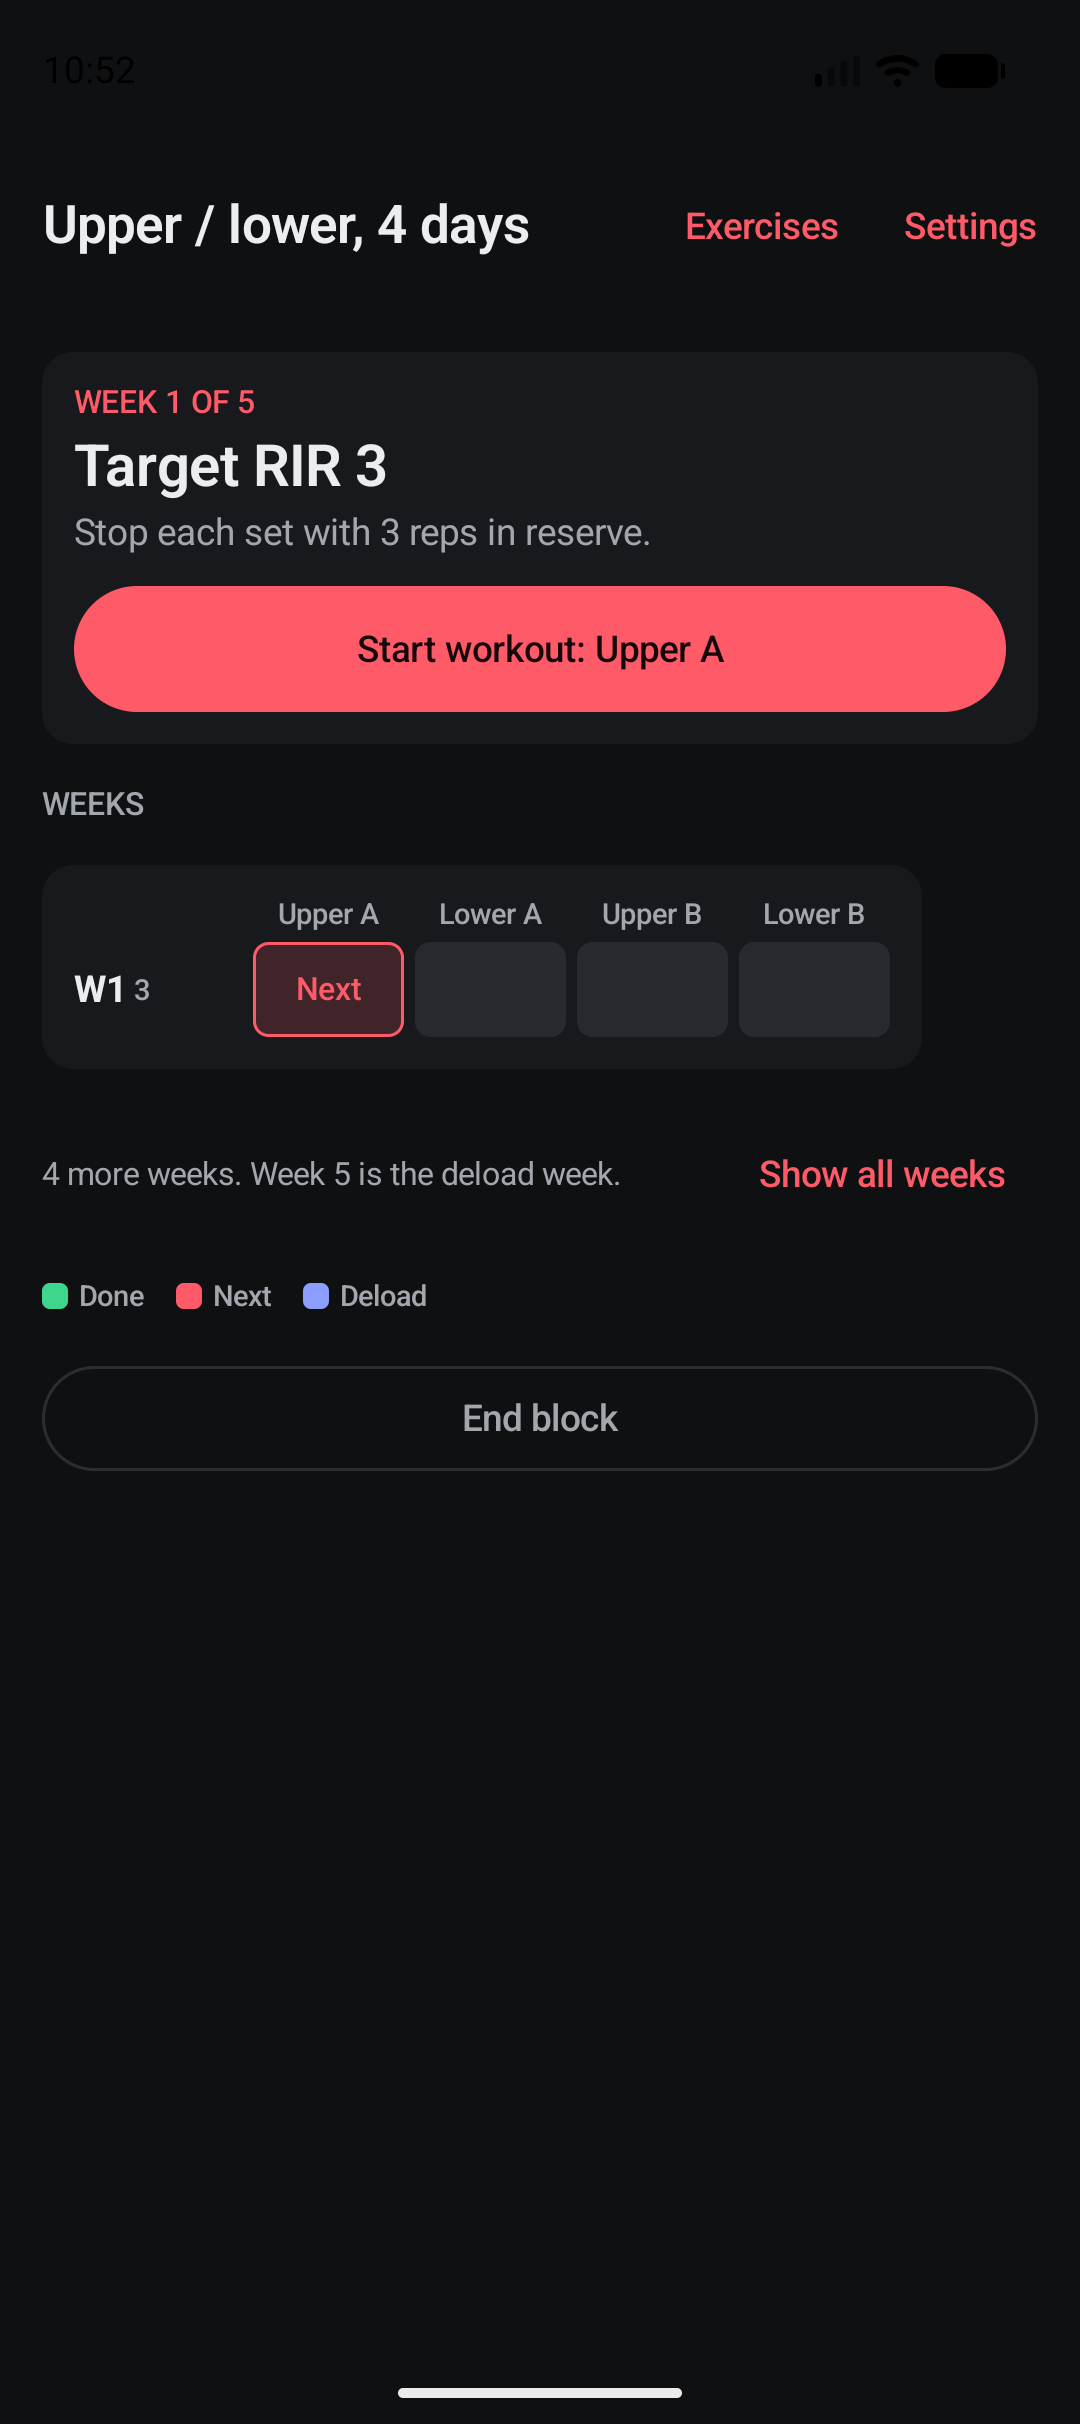 10:52
Upper / lower, 4 days
Exercises
Settings
WEEK 1 OF 5
Target RIR 3
Stop each set with 3 reps in reserve.
Start workout: Upper A
WEEKS
Upper A Lower A Upper B Lower B
W1 3 Next
4 more weeks. Week 5 is the deload week.
Show all weeks
Done Next Deload
End block